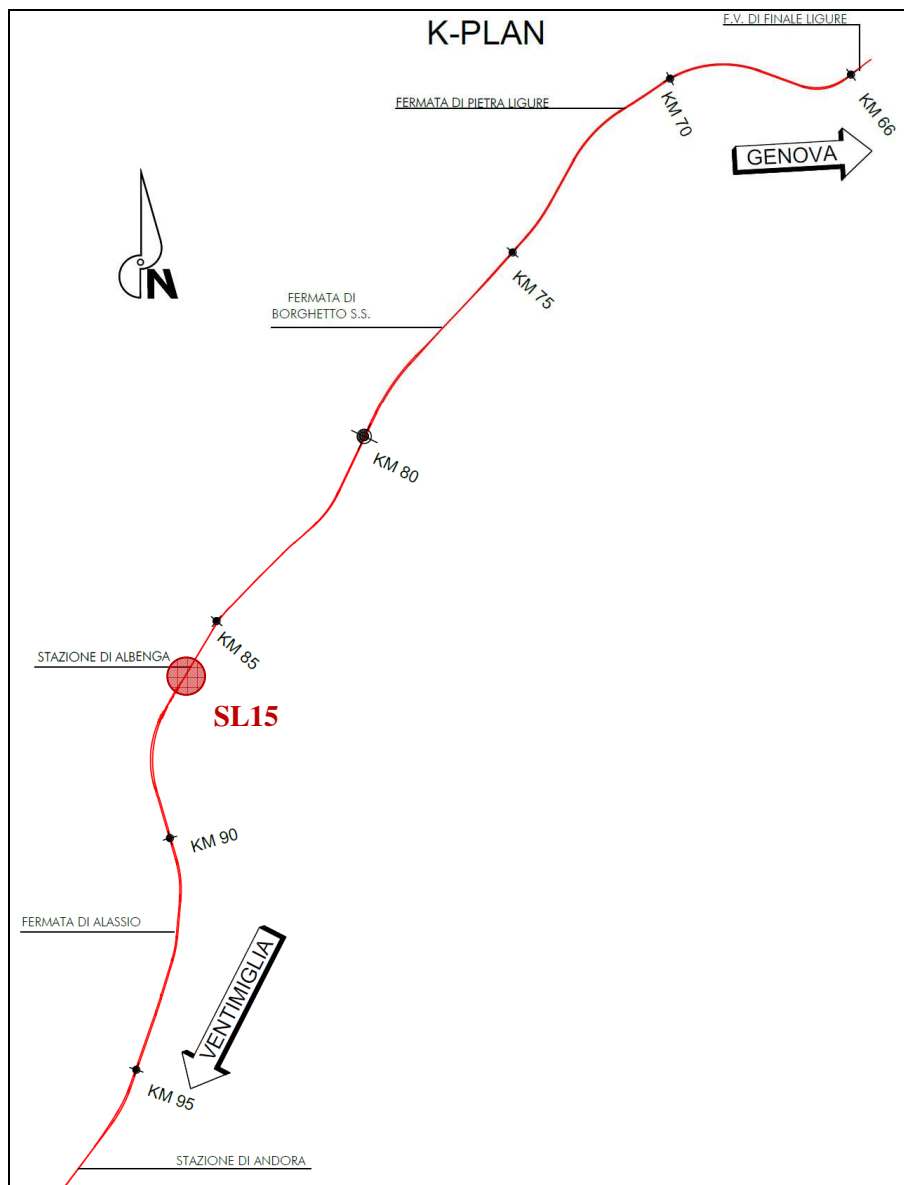 F.V. DI FINALE LIGURE
K-PLAN
FERMATA DI PIETRA LIGURE
KM 70
KM 66
GENOVA
N
KM 75
FERMATA DI
BORGHETTO S.S.
KM 80
KM 85
STAZIONE DI ALBENGA
SL15
KM 90
FERMATA DI ALASSIO
VENTIMIGLIA
KM 95
STAZIONE DI ANDORA